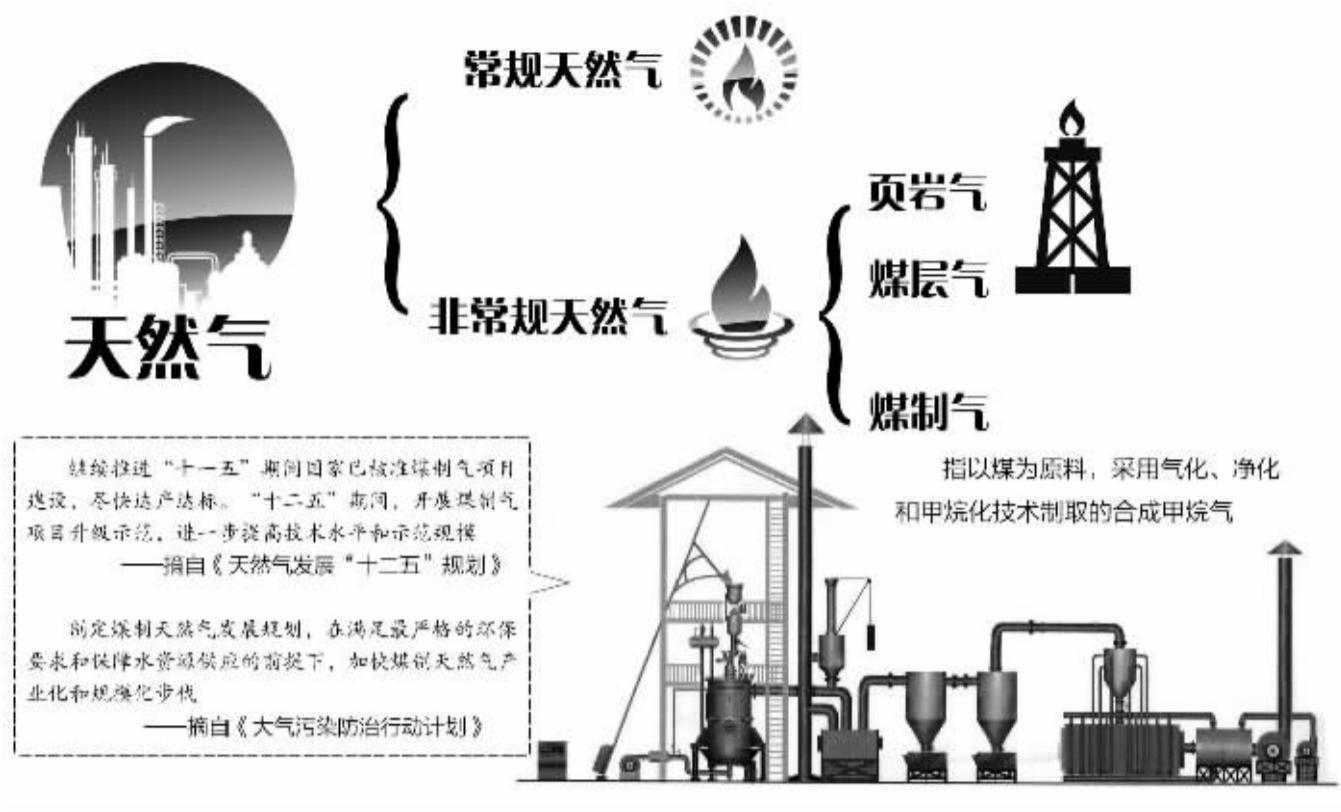 天然气
常规天然气
非常规天然气
页岩气
煤层气
煤制气
指以煤为原料，采用气化、净化
和甲烷化技术制取的合成甲烷气
继续推进“十一五”期间国家已核准煤制气项目
建设，尽快达产达标。“十二五”期间，开展煤制气
项目升级示范，进一步提高技术水平和示范规模
——摘自《天然气发展“十二五”规划》
制定煤制天然气发展规划，在满足最严格的环保
要求和保障水资源供应的前提下，加快煤制天然气产
业化和规模化步伐
——摘自《大气污染防治行动计划》